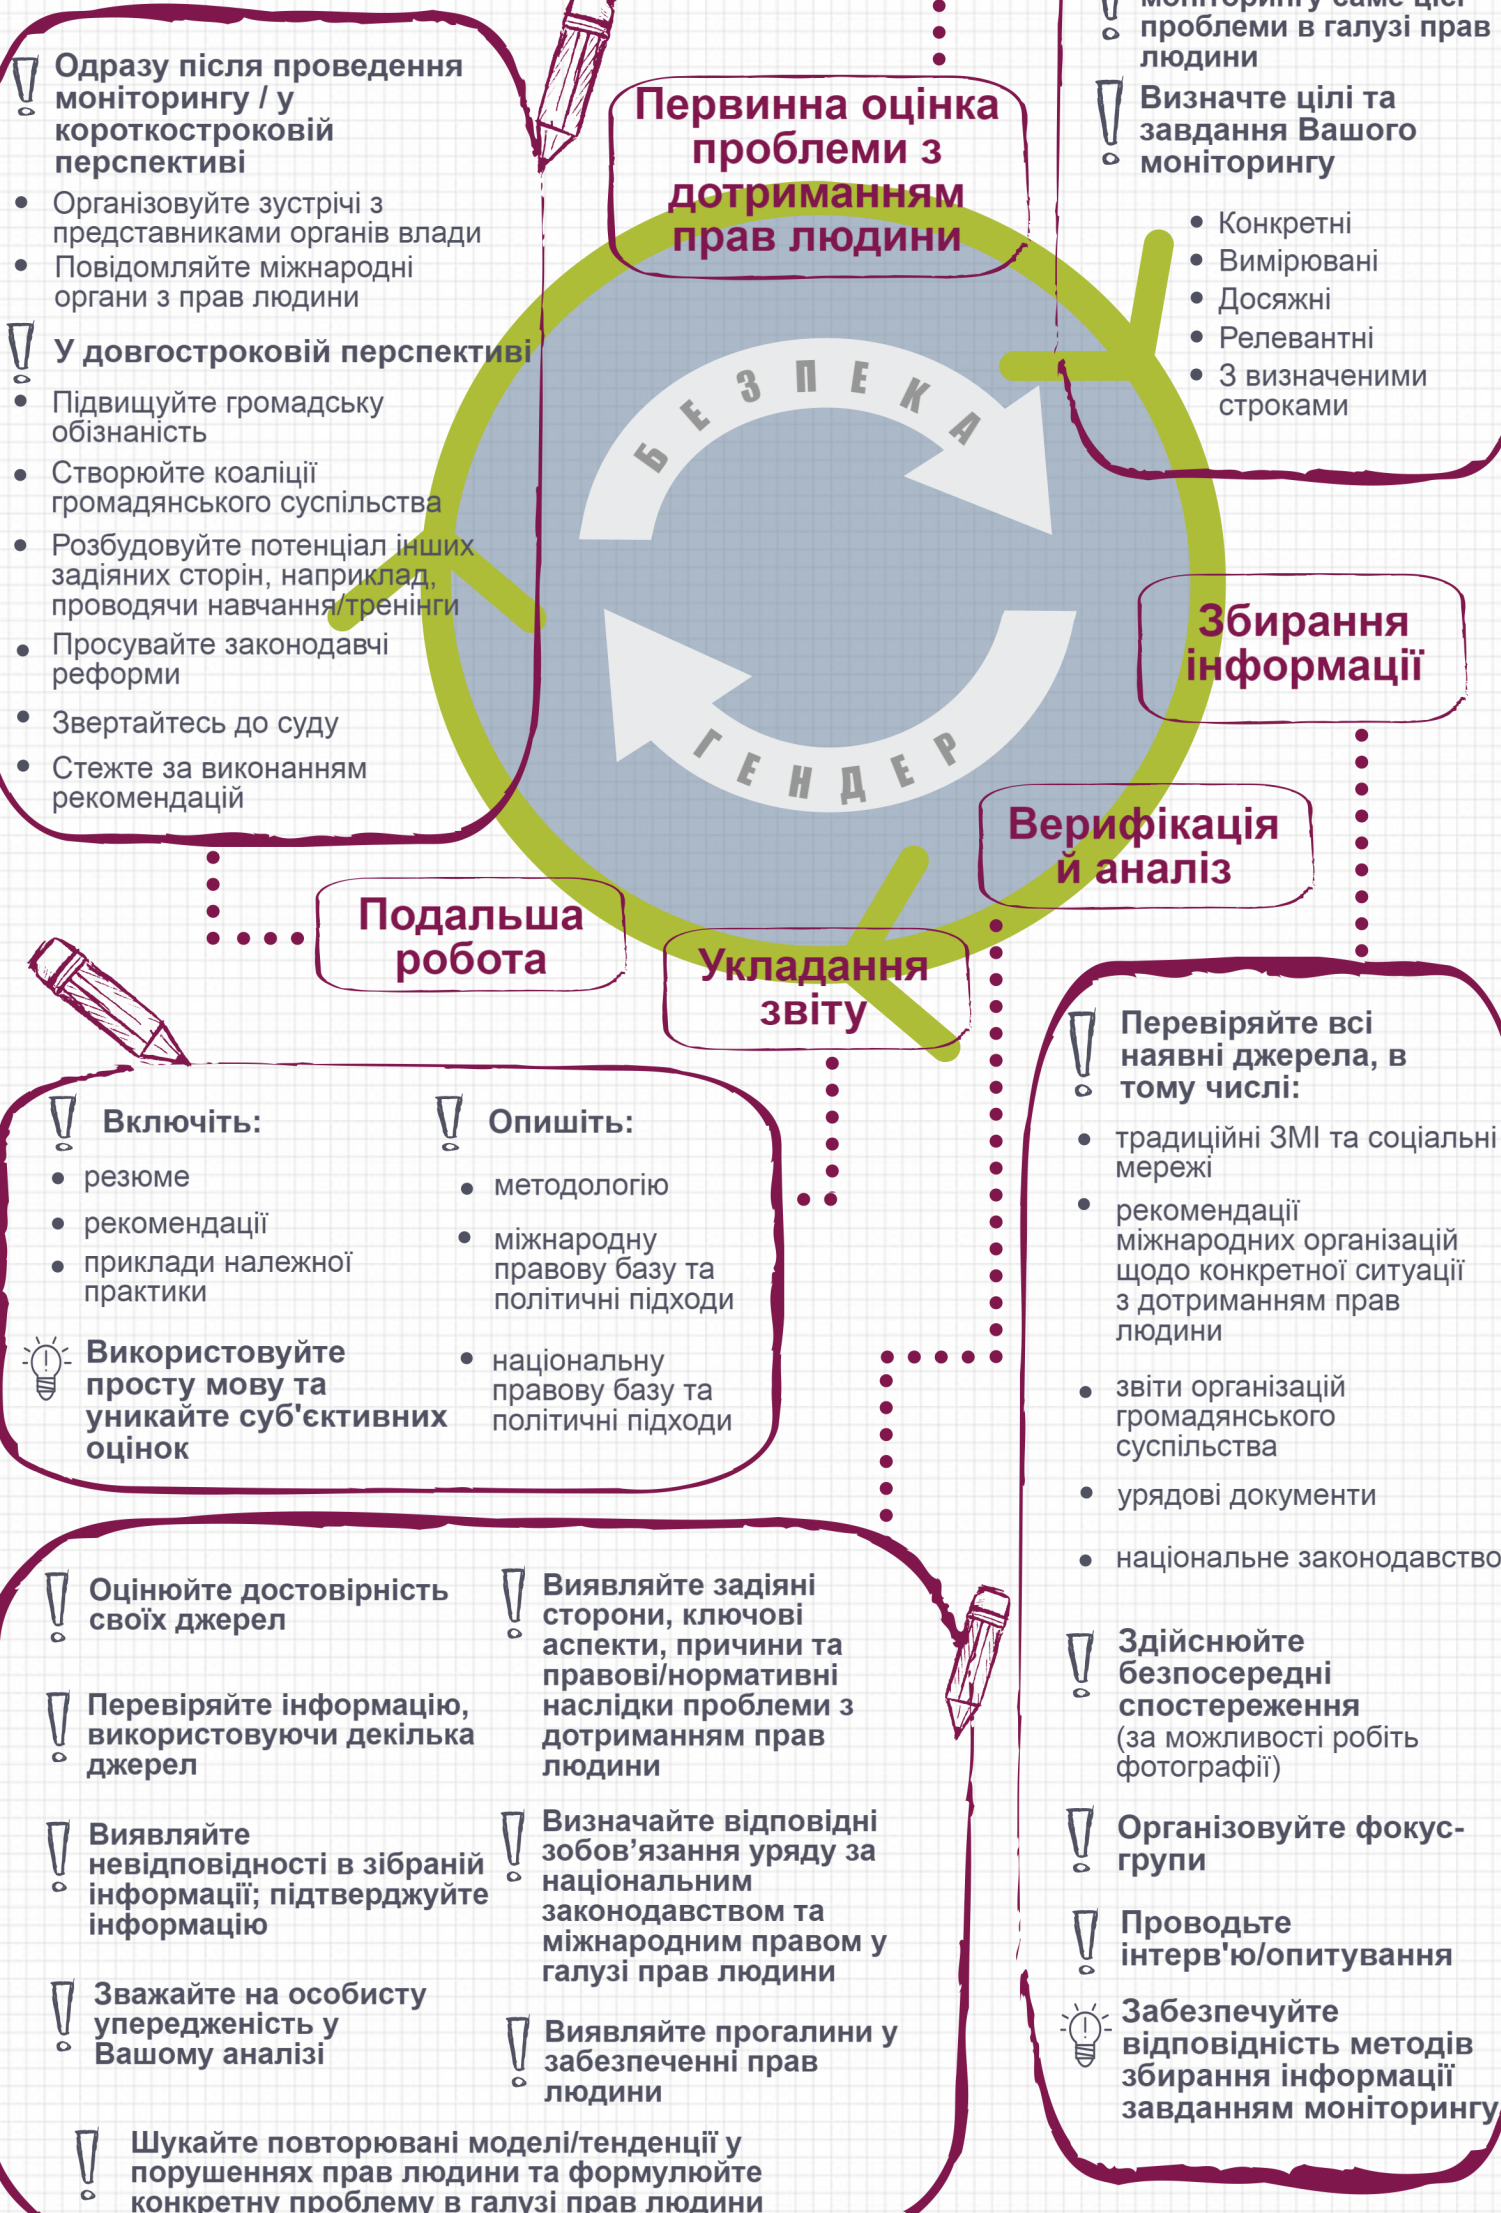 Одразу після проведення
моніторингу / у
короткостроковій
перспективі
Організовуйте зустрічі з
представниками органів влади
Повідомляйте міжнародні
органи з прав людини
У довгостроковій перспективі
Підвищуйте громадську
обізнаність
Створюйте коаліції
громадянського суспільства
Розбудовуйте потенціал інших
задіяних сторін, наприклад,
проводячи навчання/тренінги
Просувайте законодавчі
реформи
Звертайтесь до суду
Стежте за виконанням
рекомендацій
Первинна оцінка
проблеми з
дотриманням
прав людини
моніторингу саме цієї
проблеми в галузі прав
людини
Визначте цілі та
завдання Вашого
моніторингу
Конкретні
Вимірювані
Досяжні
Релевантні
З визначеними
строками
БЕЗПЕКА
ГЕНДЕР
Збирання
інформації
Верифікація
й аналіз
Подальша
робота
Укладання
звіту
Включіть:
резюме
рекомендації
приклади належної
практики
Використовуйте
просту мову та
уникайте суб'єктивних
оцінок
Опишіть:
методологію
міжнародну
правову базу та
політичні підходи
національну
правову базу та
політичні підходи
Перевіряйте всі
наявні джерела, в
тому числі:
традиційні ЗМІ та соціальні
мережі
рекомендації
міжнародних організацій
щодо конкретної ситуації
з дотриманням прав
людини
звіти організацій
громадянського
суспільства
урядові документи
національне законодавство
Здійснюйте
безпосередні
спостереження
(за можливості робіть
фотографії)
Організовуйте фокус-
групи
Проводьте
інтерв'ю/опитування
Забезпечуйте
відповідність методів
збирання інформації
завданням моніторингу
Оцінюйте достовірність
своїх джерел
Перевіряйте інформацію,
використовуючи декілька
джерел
Виявляйте
невідповідності в зібраній
інформації; підтверджуйте
інформацію
Зважайте на особисту
упередженість у
Вашому аналізі
Виявляйте задіяні
сторони, ключові
аспекти, причини та
правові/нормативні
наслідки проблеми з
дотриманням прав
людини
Визначайте відповідні
зобов’язання уряду за
національним
законодавством та
міжнародним правом у
галузі прав людини
Виявляйте прогалини у
забезпеченні прав
людини
Шукайте повторювані моделі/тенденції у
порушеннях прав людини та формулюйте
конкретну проблему в галузі прав людини